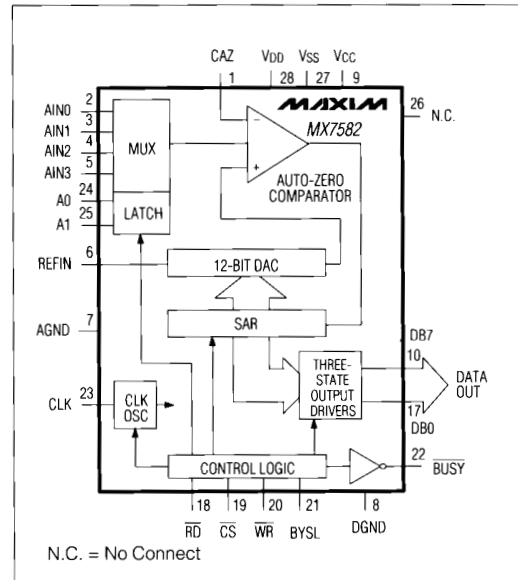 CAZ VDD VSS VCC
1 28 27 9
MAXIM
MX7582
26
N.C.
2
AIN0
3
AIN1
4
AIN2
5
AIN3
24
A0
25
A1
MUX
LATCH
−
+
AUTO-ZERO
COMPARATOR
6
REFIN
12-BIT DAC
7
AGND
SAR
DB7
10
THREE-
STATE
OUTPUT
DRIVERS
DATA
OUT
17
DB0
CLK 23
CLK
OSC
CONTROL LOGIC
22
BUSY
18 19 20 21 8
RD CS WR BYSL DGND
N.C. = No Connect